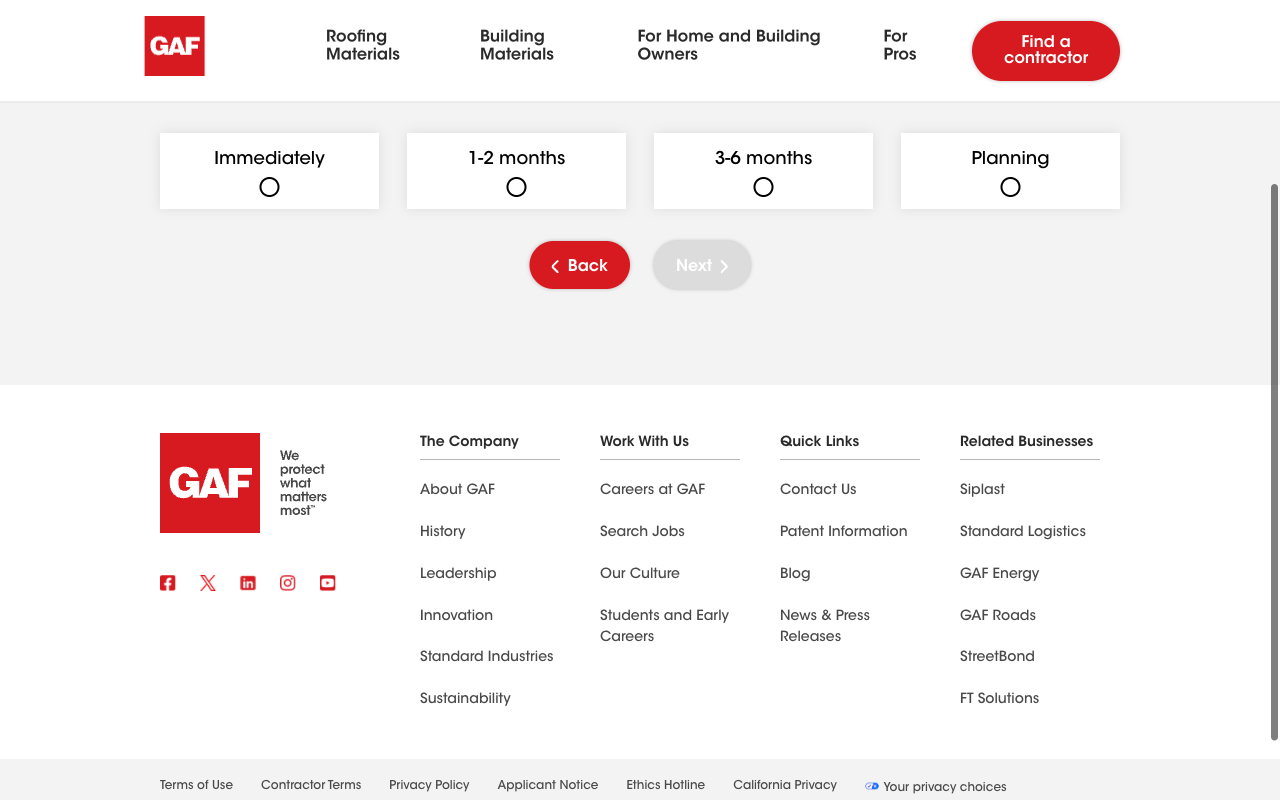 GAF
Roofing
Materials
Building
Materials
For Home and Building
Owners
For
Pros
Find a
contractor
Immediately
1-2 months
3-6 months
Planning
Back
Next
GAF
We
protect
what
matters
most™
The Company
About GAF
History
Leadership
Innovation
Standard Industries
Sustainability
Work With Us
Careers at GAF
Search Jobs
Our Culture
Students and Early
Careers
Quick Links
Contact Us
Patent Information
Blog
News & Press
Releases
Related Businesses
Siplast
Standard Logistics
GAF Energy
GAF Roads
StreetBond
FT Solutions
Terms of Use
Contractor Terms
Privacy Policy
Applicant Notice
Ethics Hotline
California Privacy
Your privacy choices